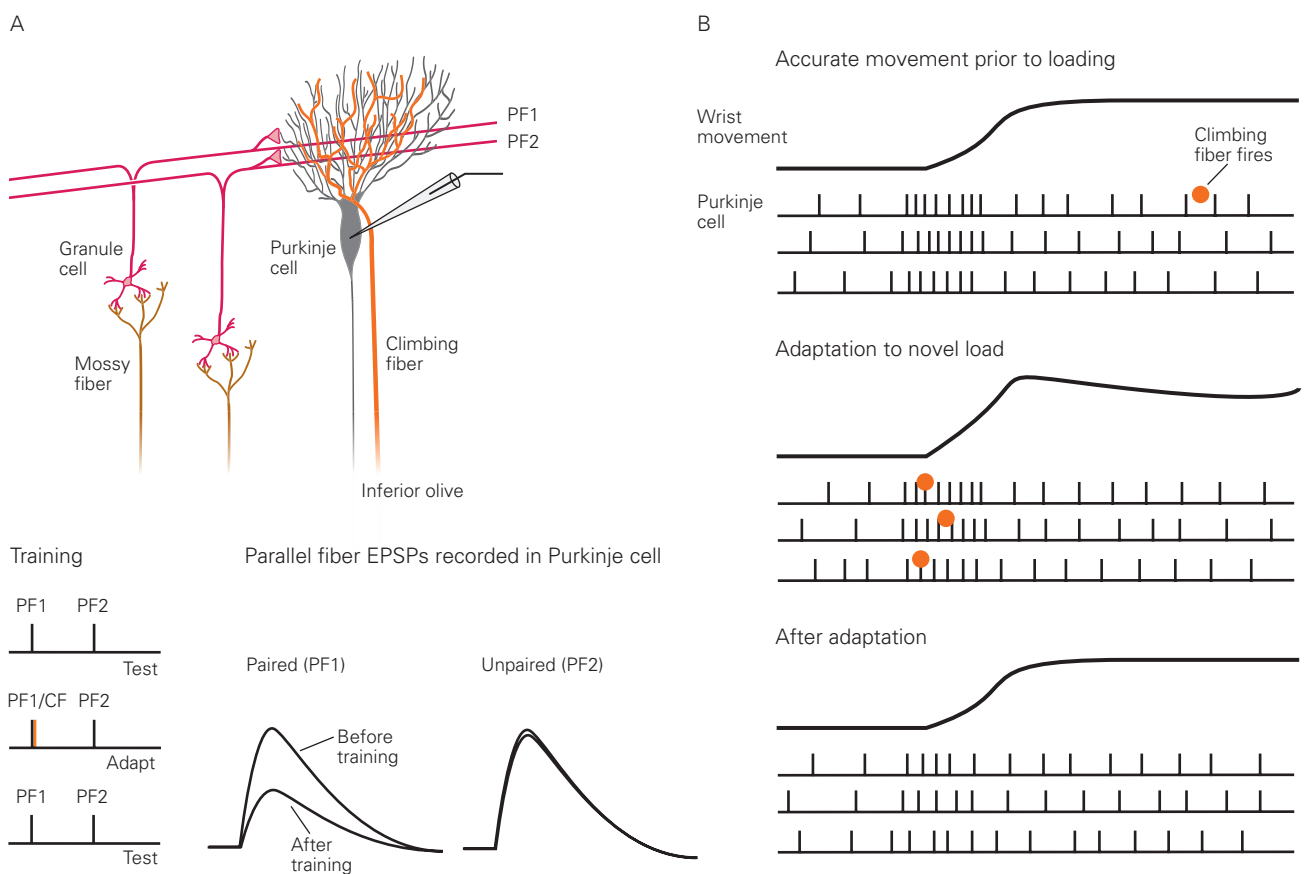 A
PF1
PF2
Granule
cell
Purkinje
cell
Mossy
fiber
Climbing
fiber
Inferior olive
Training
Parallel fiber EPSPs recorded in Purkinje cell
PF1 PF2
Test
PF1/CF PF2
Adapt
PF1 PF2
Test
Paired (PF1)
Before
training
After
training
Unpaired (PF2)
B
Accurate movement prior to loading
Wrist
movement
Climbing
fiber fires
Purkinje
cell
Adaptation to novel load
After adaptation